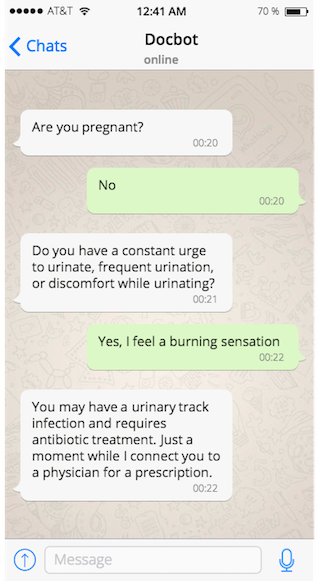 AT&T 12:41 AM 70 %
Chats Docbot
online
Are you pregnant?
00:20
No
00:20
Do you have a constant urge
to urinate, frequent urination,
or discomfort while urinating?
00:21
Yes, I feel a burning sensation
00:22
You may have a urinary track
infection and requires
antibiotic treatment. Just a
moment while I connect you to
a physician for a prescription.
00:22
Message